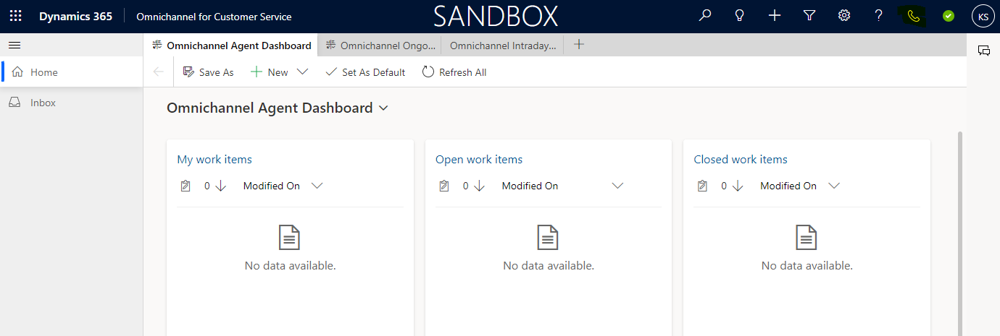 Dynamics 365 Omnichannel for Customer Service SANDBOX ? KS
Omnichannel Agent Dashboard Omnichannel Ongo... Omnichannel Intraday...
Home
Save As New Set As Default Refresh All
Inbox
Omnichannel Agent Dashboard
My work items Open work items Closed work items
0 Modified On 0 Modified On 0 Modified On
No data available. No data available. No data available.